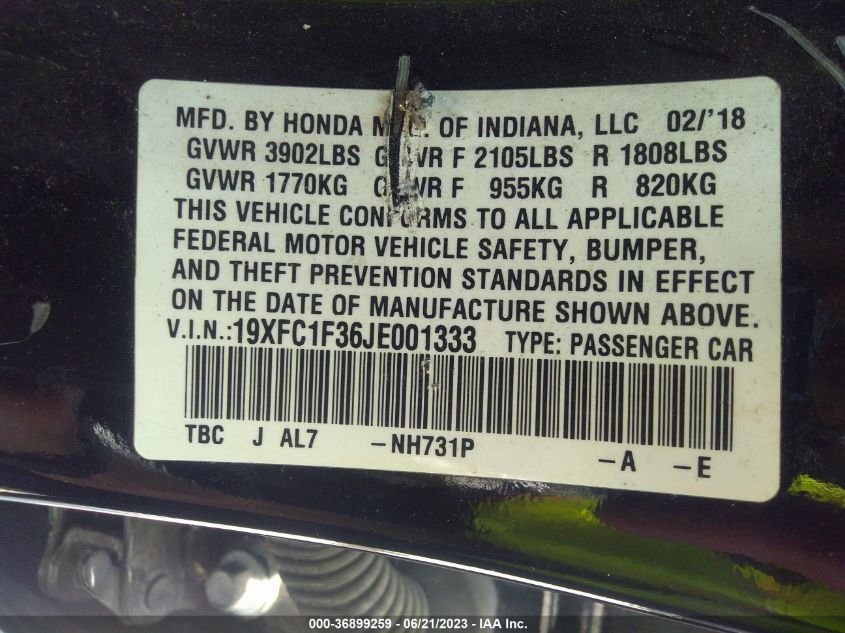 MFD. BY HONDA M G. OF INDIANA, LLC 02/'18
GVWR 3902LBS G WR F 2105LBS R 1808LBS
GVWR 1770KG G WR F 955KG R 820KG
THIS VEHICLE CONFORMS TO ALL APPLICABLE
FEDERAL MOTOR VEHICLE SAFETY, BUMPER,
AND THEFT PREVENTION STANDARDS IN EFFECT
ON THE DATE OF MANUFACTURE SHOWN ABOVE.
V.I.N.:19XFC1F36JE001333 TYPE: PASSENGER CAR
TBC J AL7 -NH731P -A -E
000-36899259 / 06/21/2023 / IAA Inc.